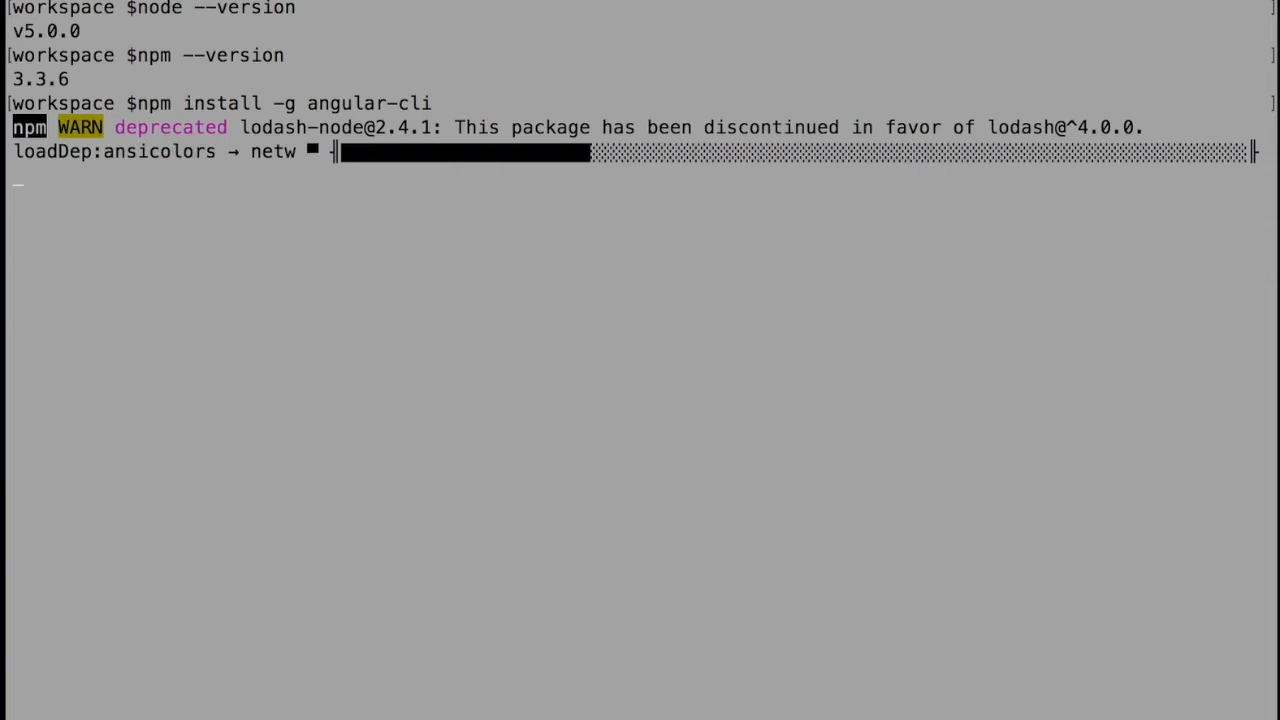 [workspace $node --version ]
v5.0.0
[workspace $npm --version ]
3.3.6
[workspace $npm install -g angular-cli ]
npm WARN deprecated lodash-node@2.4.1: This package has been discontinued in favor of lodash@^4.0.0.
loadDep:ansicolors → netw ▀ ╢████████████████████████░░░░░░░░░░░░░░░░░░░░░░░░░░░░░░░░░░░░░░░░░░░░░░░░░░░░░░░░░░╟